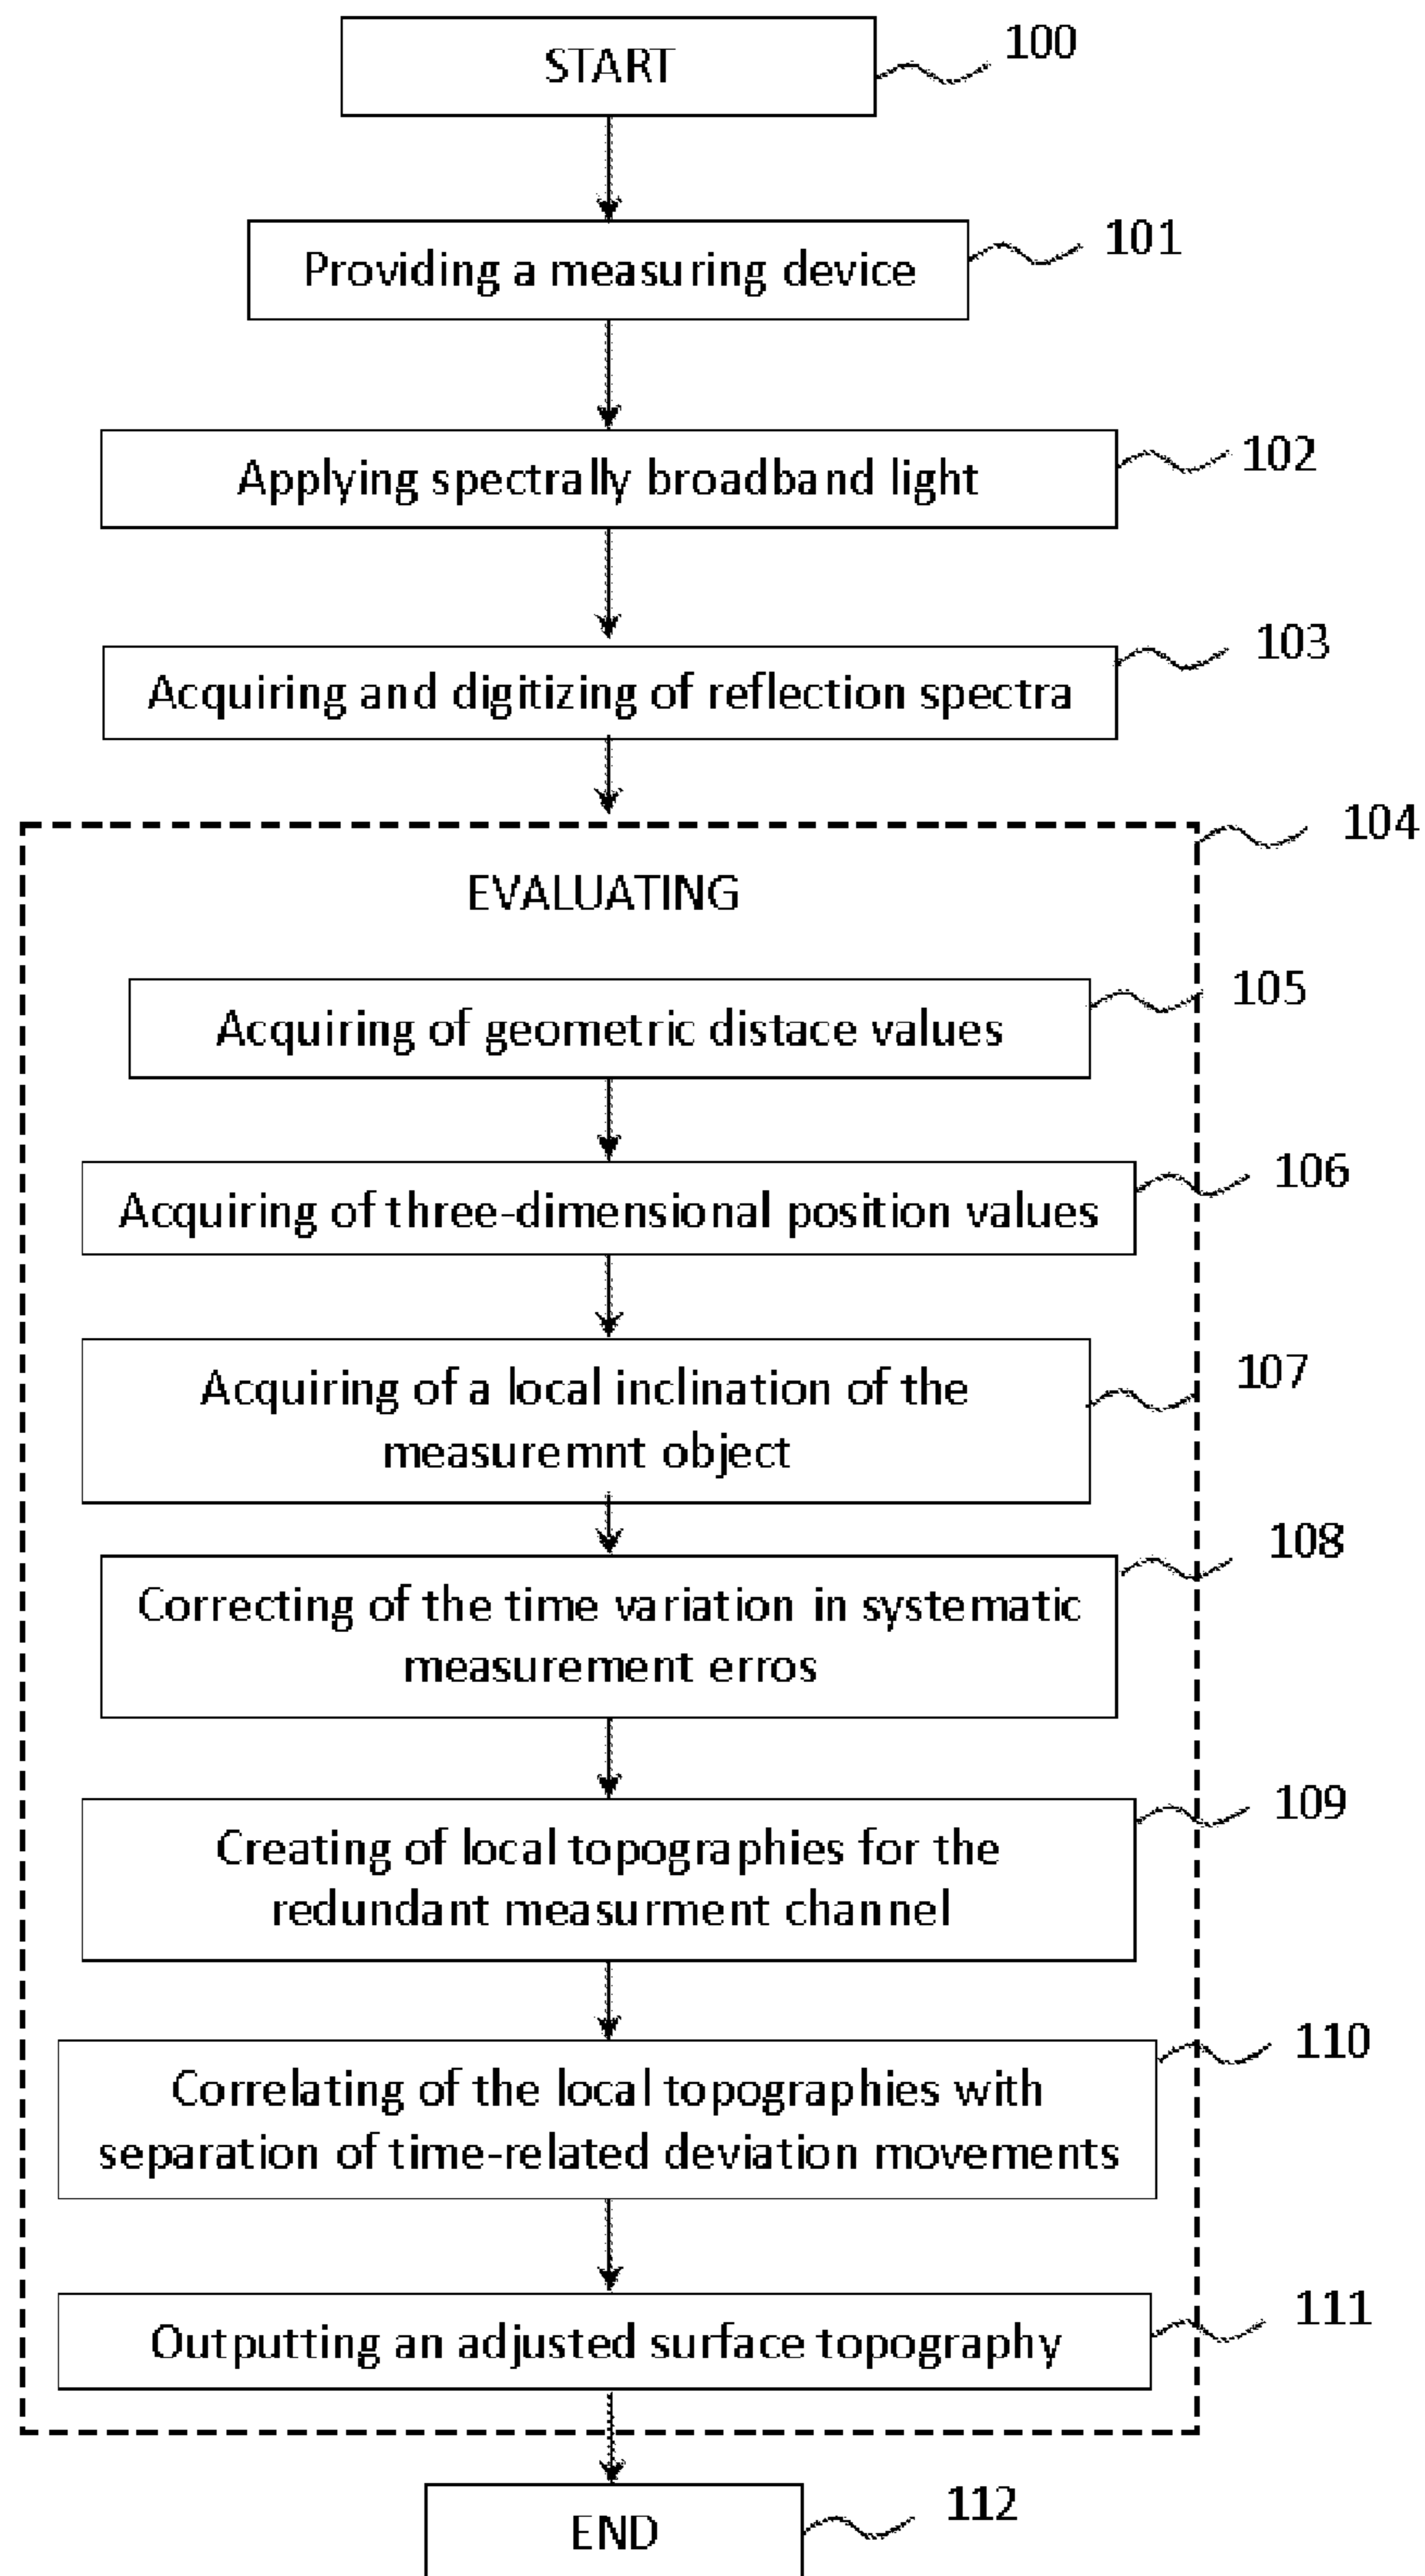 START
100
Providing a measuring device
101
Applying spectrally broadband light
102
Acquiring and digitizing of reflection spectra
103
104
EVALUATING
Acquiring of geometric distace values
105
Acquiring of three-dimensional position values
106
Acquiring of a local inclination of the
measuremnt object
107
Correcting of the time variation in systematic
measurement erros
108
Creating of local topographies for the
redundant measurment channel
109
Correlating of the local topographies with
separation of time-related deviation movements
110
Outputting an adjusted surface topography
111
END
112